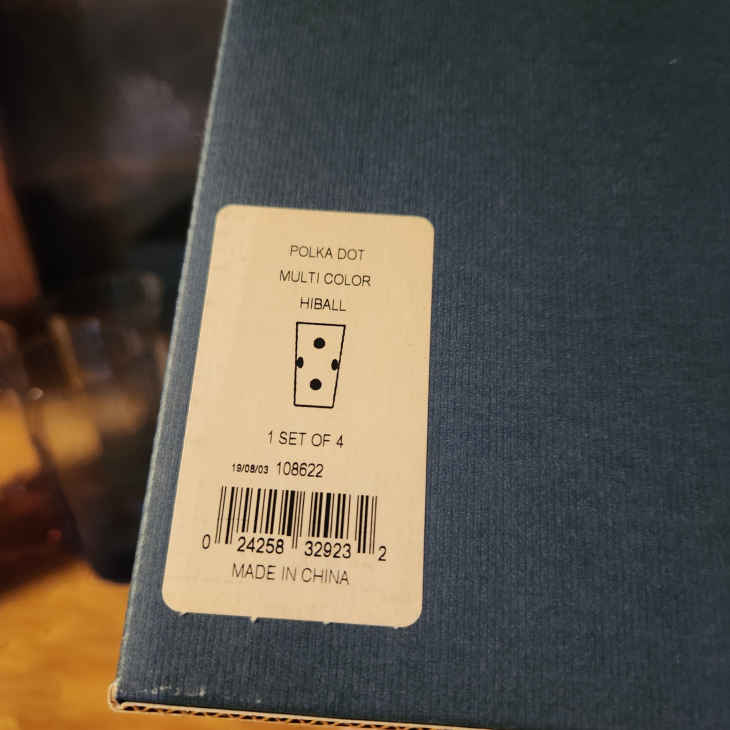 POLKA DOT
MULTI COLOR
HIBALL
1 SET OF 4
19/08/03 108622
0 24258 32923 2
MADE IN CHINA